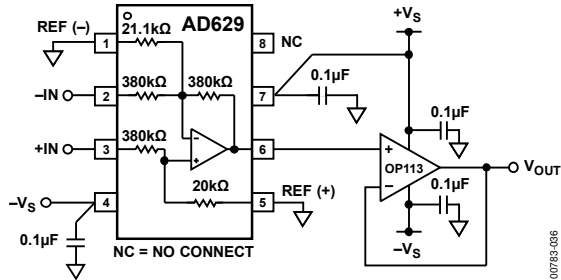 REF (–)
21.1kΩ
AD629
+VS
1
8
NC
–IN
380kΩ
380kΩ
0.1µF
2
7
+IN
380kΩ
0.1µF
3
–
+
6
+
–
OP113
VOUT
–VS
20kΩ
REF (+)
0.1µF
4
5
0.1µF
–VS
NC = NO CONNECT
00783-036